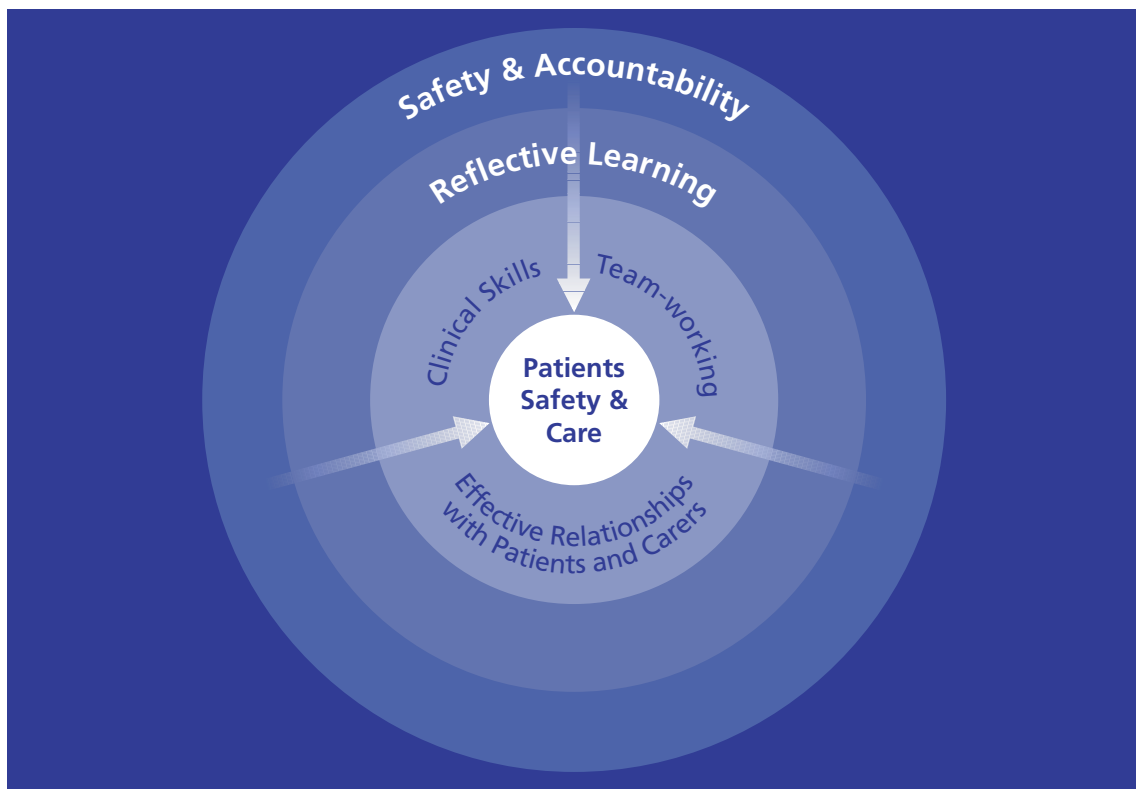 Safety & Accountability
Reflective Learning
Clinical Skills
Team-working
Patients
Safety &
Care
Effective Relationships
with Patients and Carers